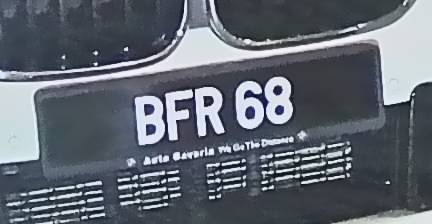 BFR 68
Auto Bavaria We Go The Distance